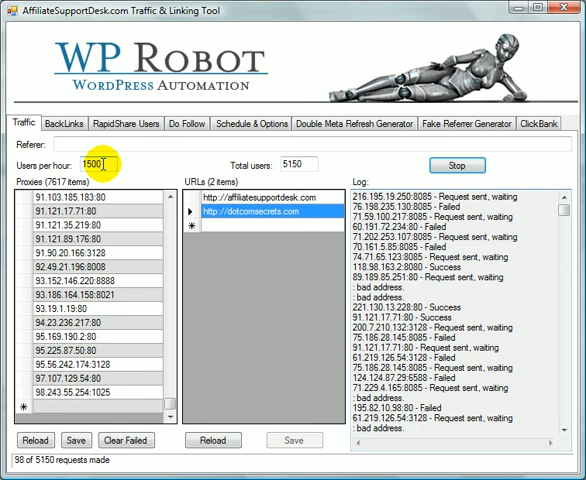 AffiliateSupportDesk.com Traffic & Linking Tool
WP ROBOT
WORDPRESS AUTOMATION
Traffic BackLinks RapidShare Users Do Follow Schedule & Options Double Meta Refresh Generator Fake Referrer Generator ClickBank
Referer:
Users per hour: 1500 Total users: 5150 Stop
Proxies (7617 items)
91.103.185.183:80
91.121.17.71:80
91.121.35.219:80
91.121.89.176:80
91.90.20.166:3128
92.49.21.196:8008
93.152.146.220:8888
93.186.164.158:8021
93.19.1.19:80
94.23.236.217:80
95.169.190.2:80
95.225.87.50:80
95.56.242.174:3128
97.107.129.54:80
98.243.255.254:1025
Reload Save Clear Failed
URLs (2 items)
http://affiliatesupportdesk.com
http://dotcomsecrets.com
Reload Save
Log:
216.195.19.250:8085 - Request sent, waiting
76.198.235.130:8085 - Failed
71.59.100.217:8085 - Request sent, waiting
60.191.72.234:80 - Failed
71.202.253.107:8085 - Request sent, waiting
70.161.5.85:8085 - Failed
74.71.65.123:8085 - Request sent, waiting
118.98.163.2:8080 - Success
89.189.85.251:80 - Request sent, waiting
: bad address.
: bad address.
221.130.13.228:80 - Success
91.121.17.71:80 - Success
200.7.210.132:3128 - Request sent, waiting
75.186.28.145:8085 - Failed
91.121.17.71:80 - Request sent, waiting
61.219.126.54:3128 - Failed
75.186.28.145:8085 - Request sent, waiting
124.124.87.29:6588 - Failed
71.229.4.165:8085 - Request sent, waiting
: bad address.
195.82.10.98:80 - Failed
61.219.126.54:3128 - Request sent, waiting
: bad address.
98 of 5150 requests made